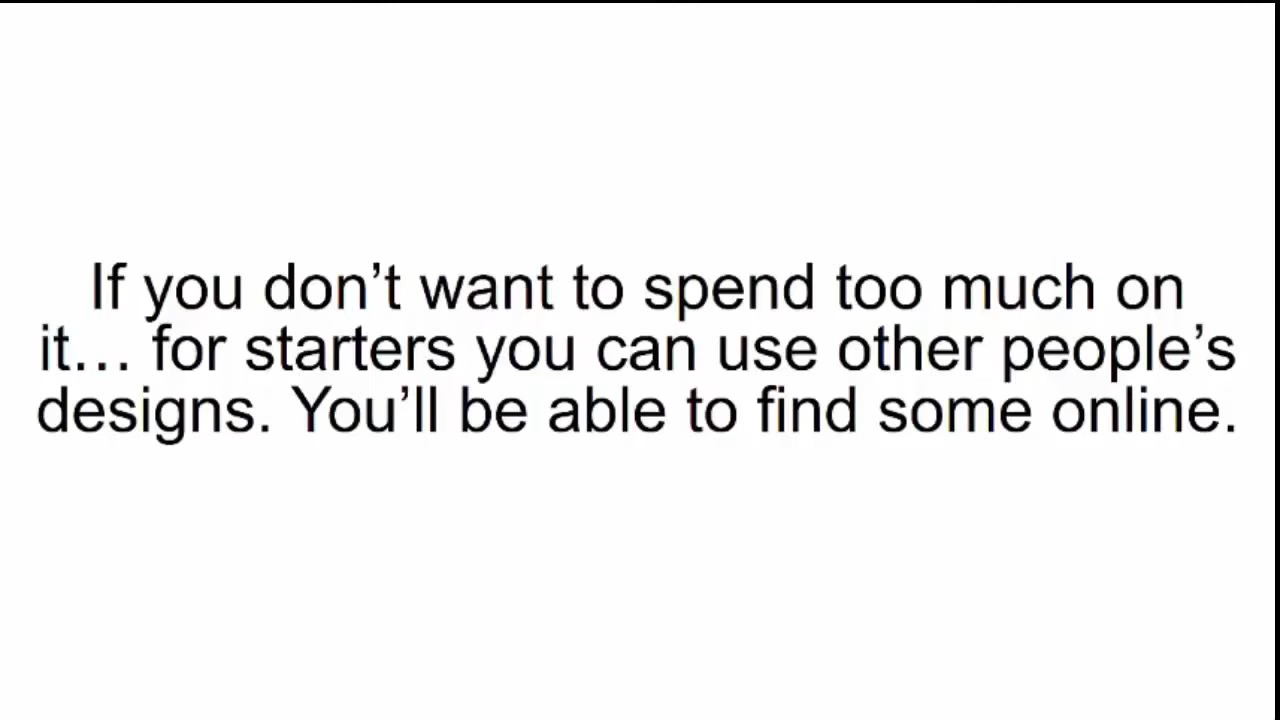 If you don’t want to spend too much on
it… for starters you can use other people’s
designs. You’ll be able to find some online.